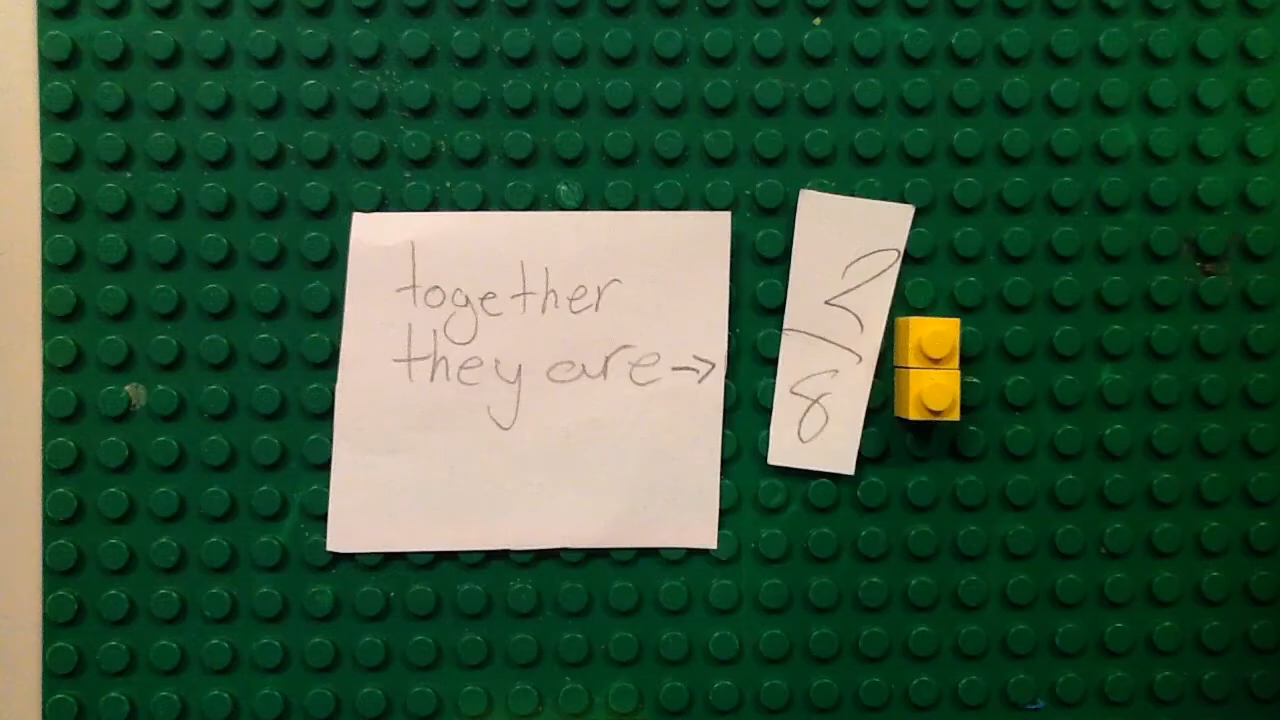 together
they are →
2
8